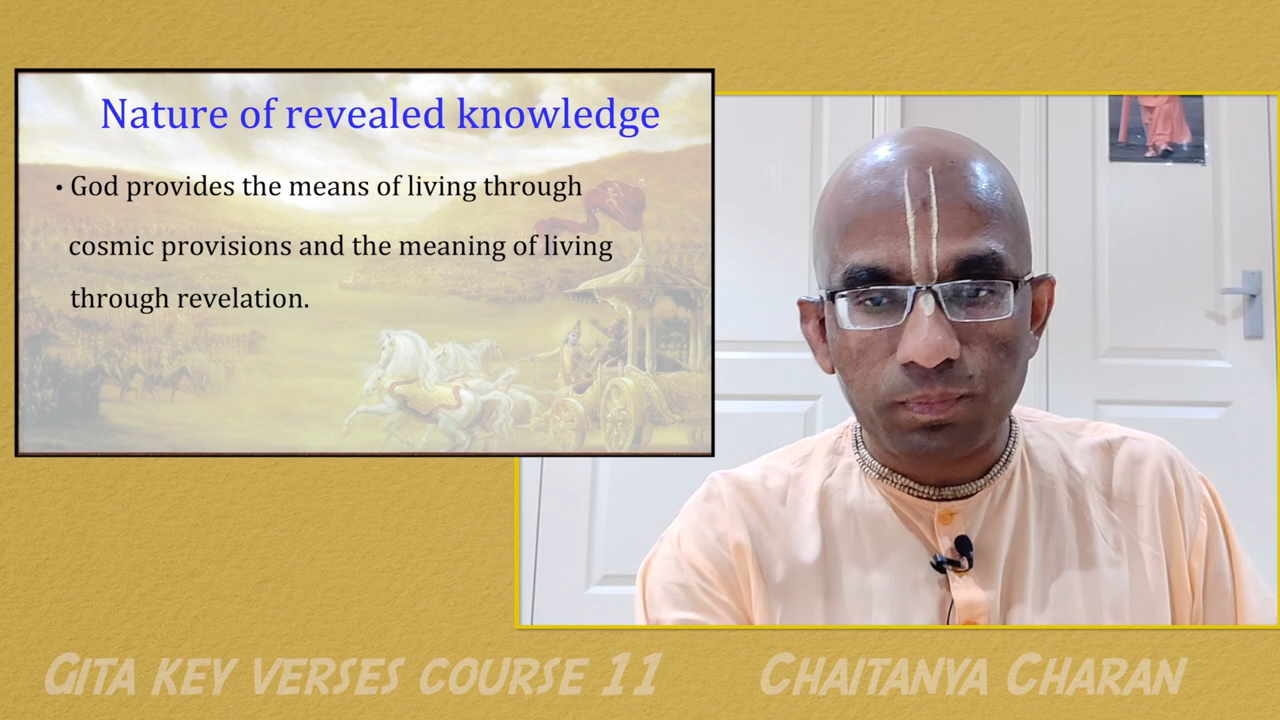 Nature of revealed knowledge
• God provides the means of living through
cosmic provisions and the meaning of living
through revelation.
GITA KEY VERSES COURSE 11
CHAITANYA CHARAN